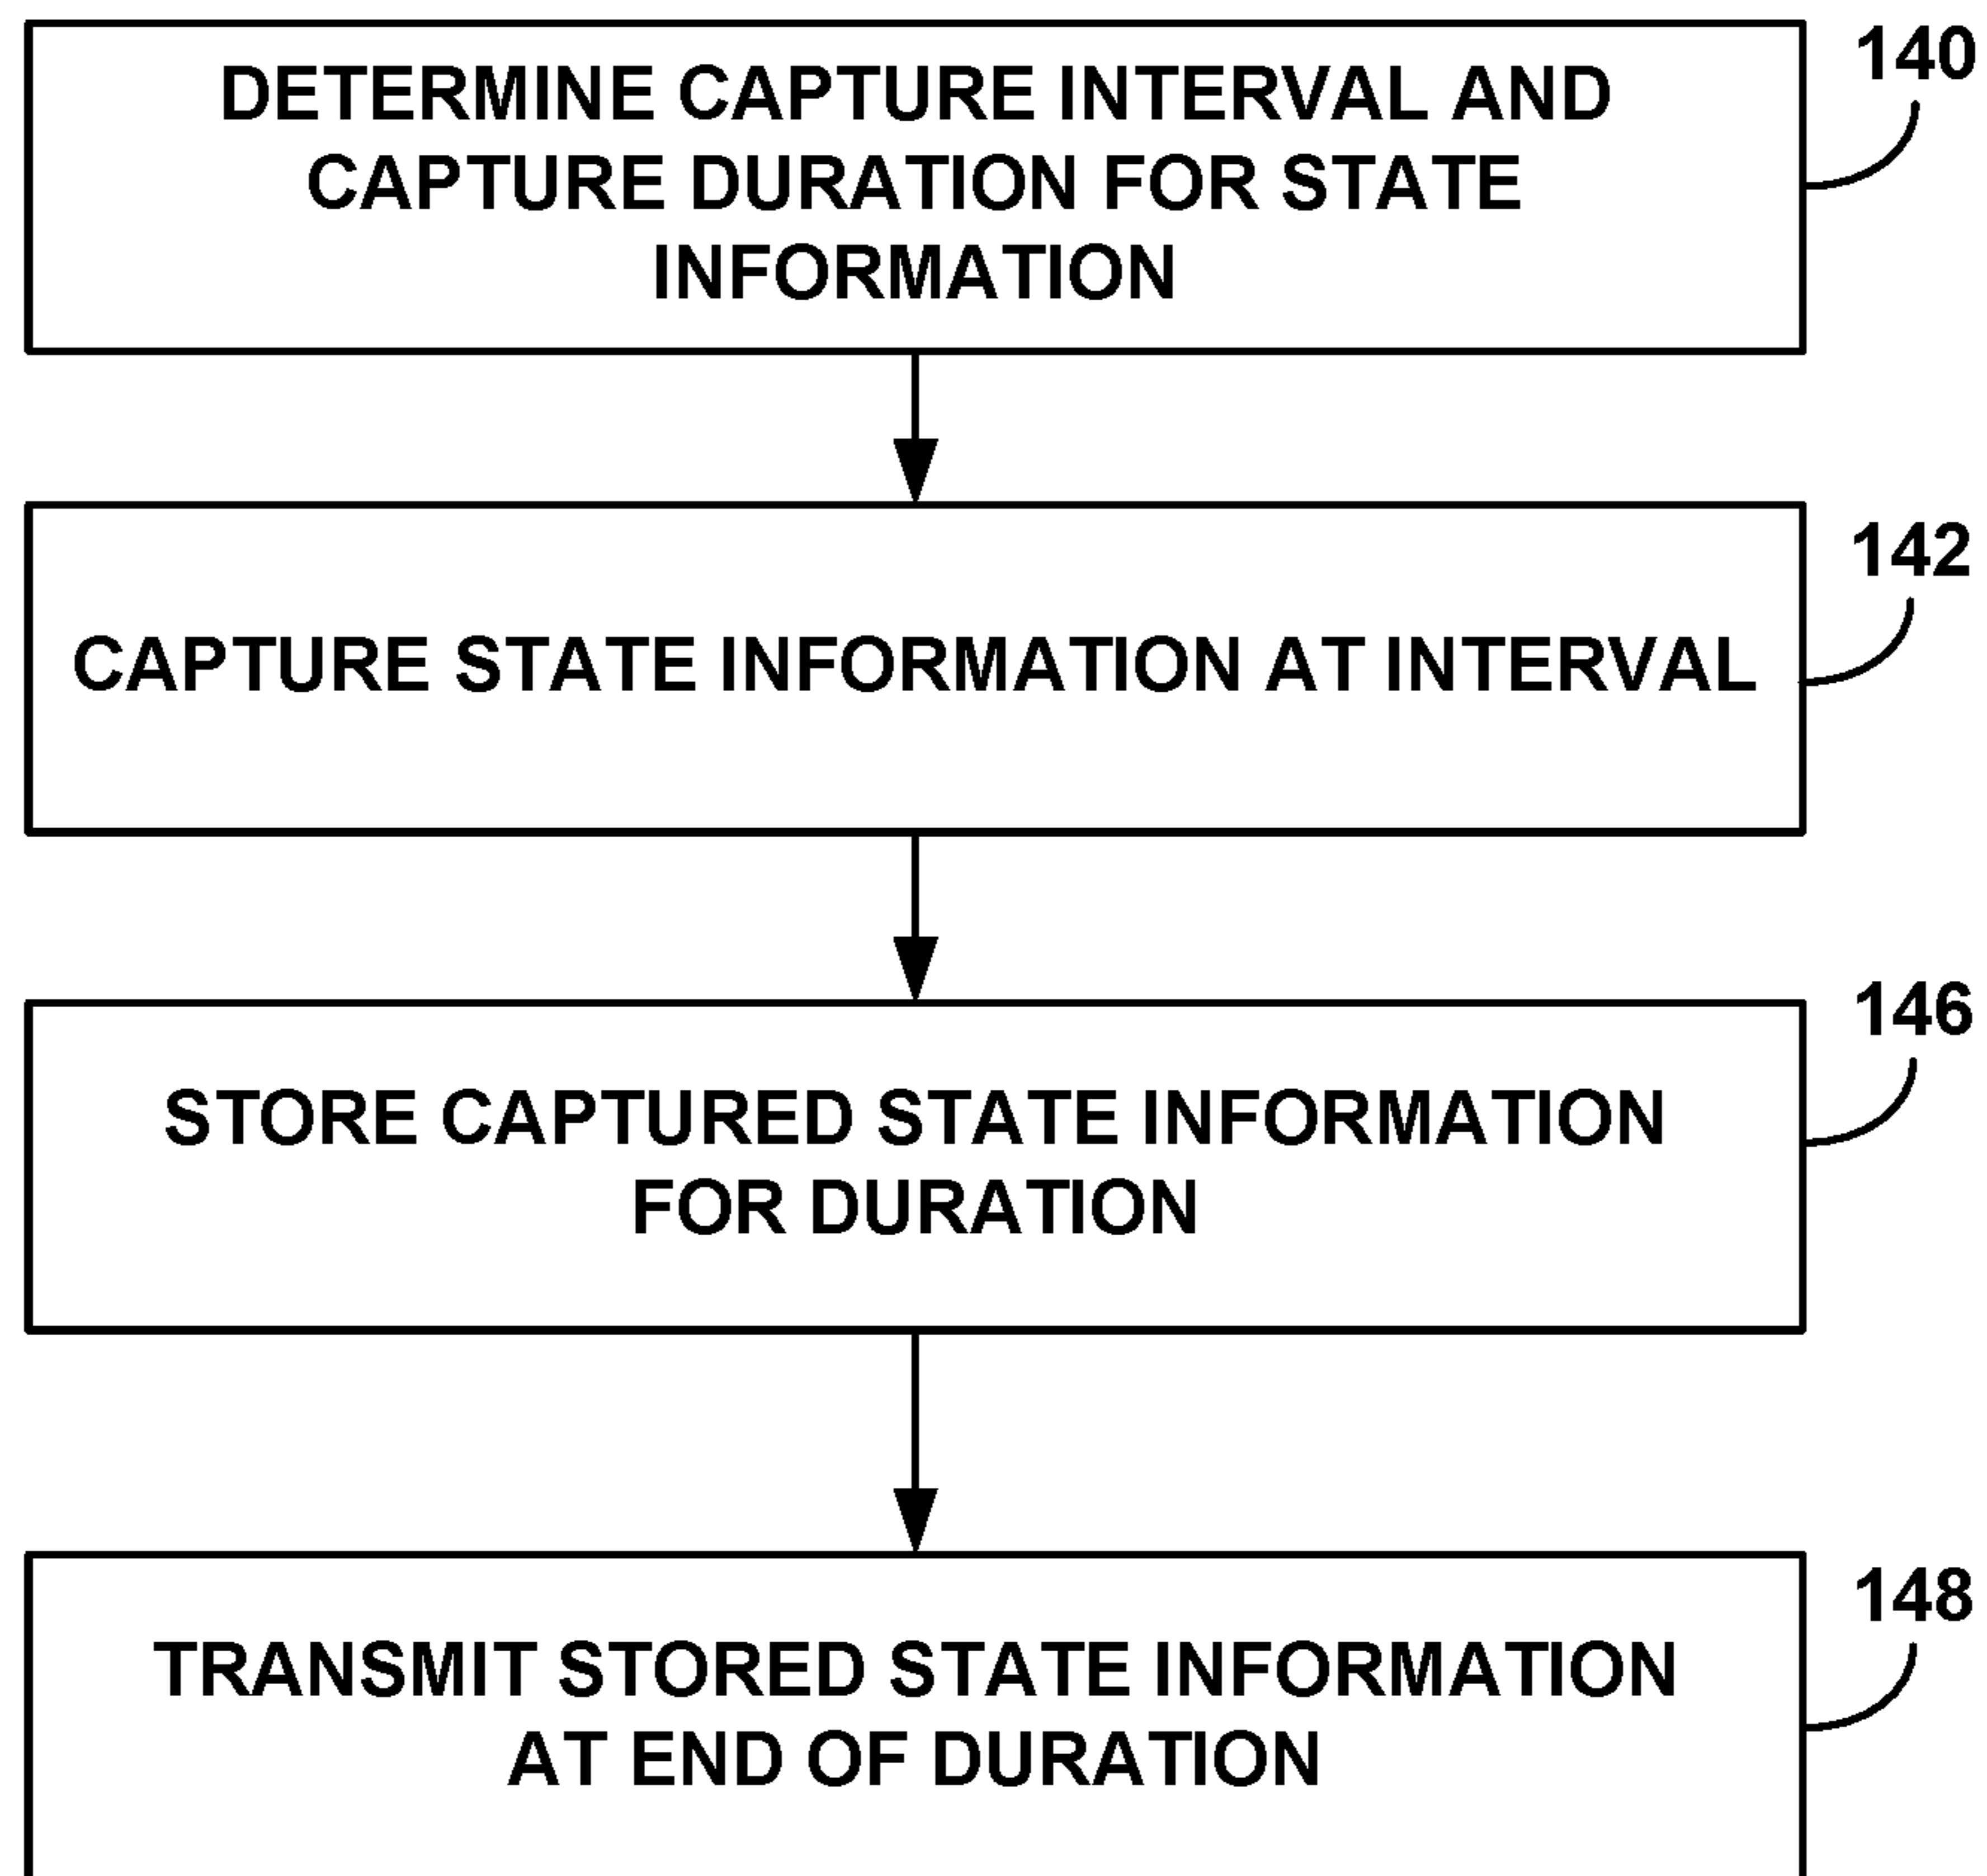 DETERMINE CAPTURE INTERVAL AND
CAPTURE DURATION FOR STATE
INFORMATION
140
CAPTURE STATE INFORMATION AT INTERVAL
142
STORE CAPTURED STATE INFORMATION
FOR DURATION
146
TRANSMIT STORED STATE INFORMATION
AT END OF DURATION
148